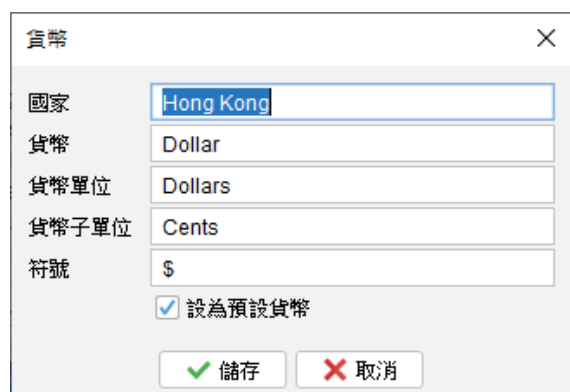 貨幣
國家 Hong Kong
貨幣 Dollar
貨幣單位 Dollars
貨幣子單位 Cents
符號 $
設為預設貨幣
儲存 取消